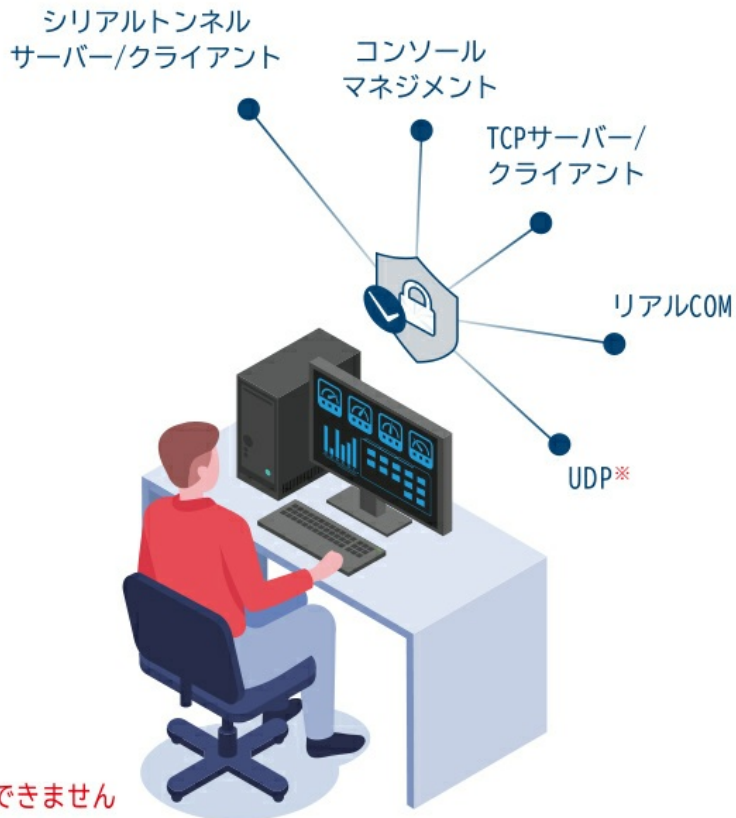 シリアルトンネル
サーバー/クライアント
コンソール
マネジメント
TCPサーバー/
クライアント
リアルCOM
UDP※
できません